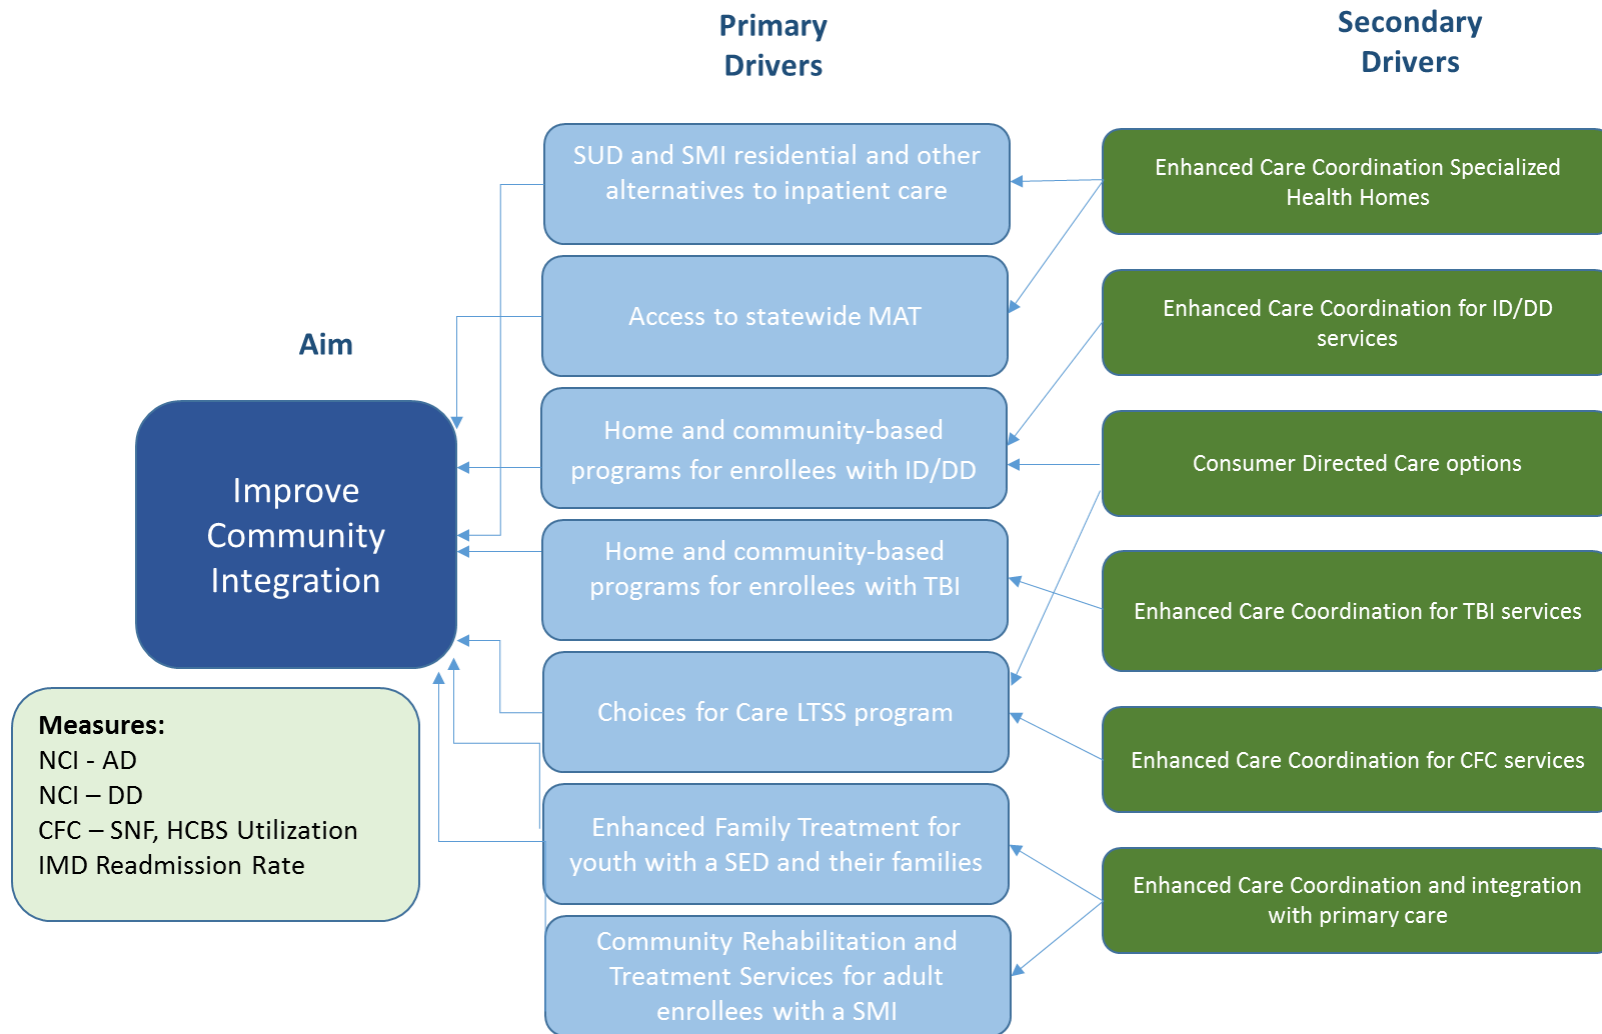 Primary
Drivers
Secondary
Drivers
Aim
Improve
Community
Integration
Measures:
NCI - AD
NCI – DD
CFC – SNF, HCBS Utilization
IMD Readmission Rate
SUD and SMI residential and other
alternatives to inpatient care
Access to statewide MAT
Home and community-based
programs for enrollees with ID/DD
Home and community-based
programs for enrollees with TBI
Choices for Care LTSS program
Enhanced Family Treatment for
youth with a SED and their families
Community Rehabilitation and
Treatment Services for adult
enrollees with a SMI
Enhanced Care Coordination Specialized
Health Homes
Enhanced Care Coordination for ID/DD
services
Consumer Directed Care options
Enhanced Care Coordination for TBI services
Enhanced Care Coordination for CFC services
Enhanced Care Coordination and integration
with primary care